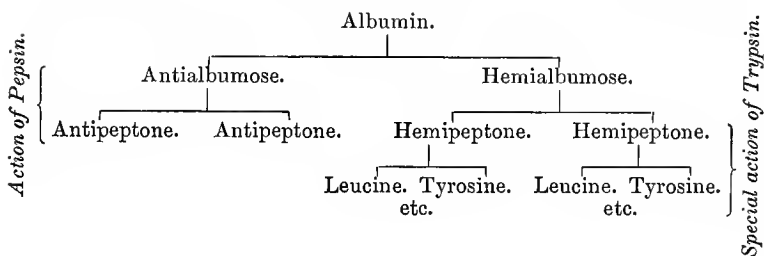 Albumin.
Action of Pepsin.
Antialbumose. Hemialbumose.
Antipeptone. Antipeptone. Hemipeptone. Hemipeptone.
Leucine. Tyrosine. Leucine. Tyrosine.
etc. etc.
Special action of Trypsin.